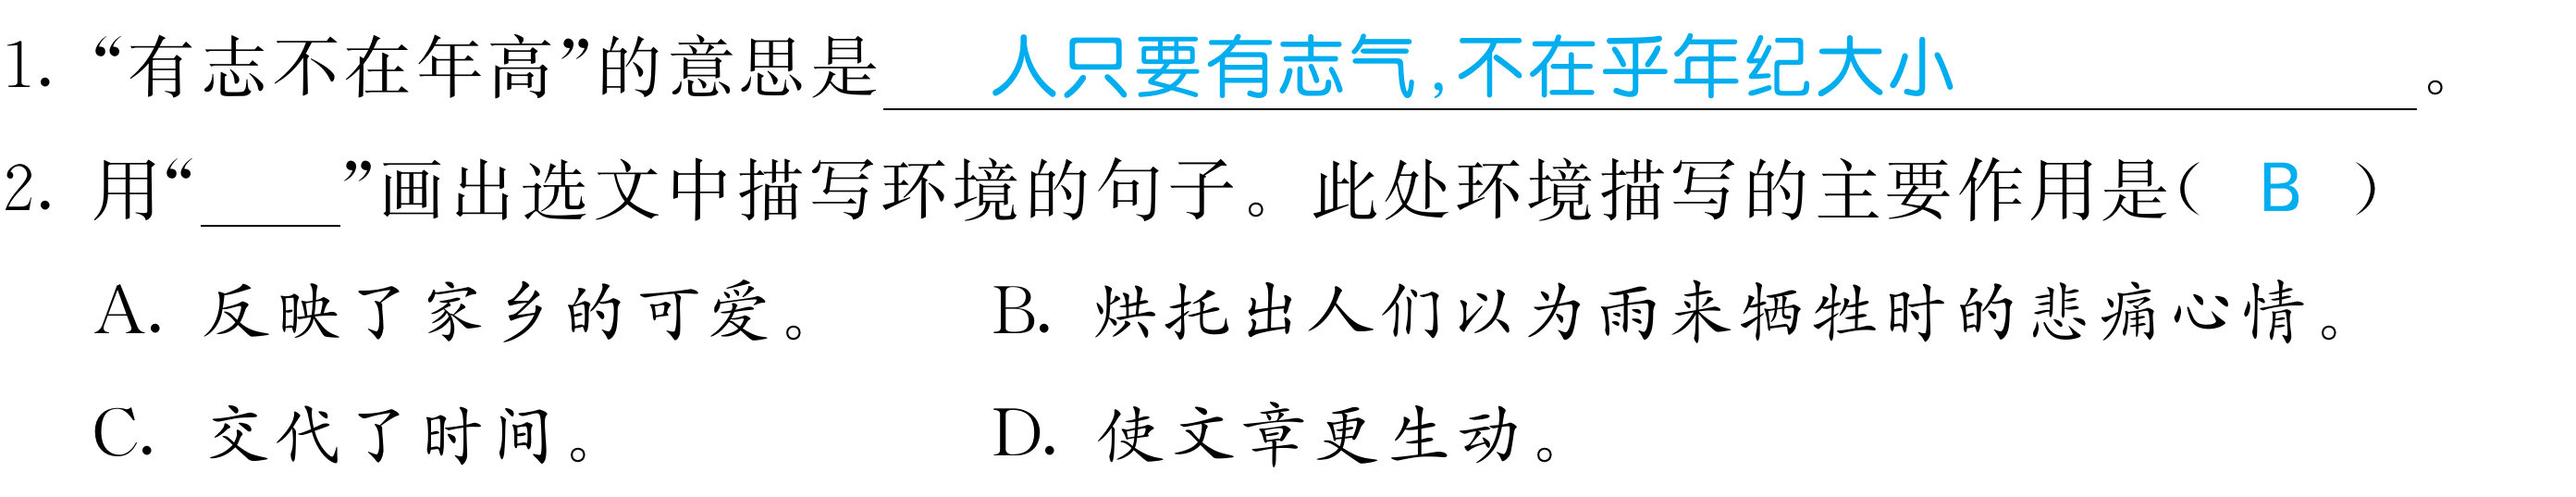 1. “有志不在年高”的意思是 人只要有志气,不在乎年纪大小 。
2. 用“____”画出选文中描写环境的句子。此处环境描写的主要作用是( B )
A. 反映了家乡的可爱。 B. 烘托出人们以为雨来牺牲时的悲痛心情。
C. 交代了时间。 D. 使文章更生动。